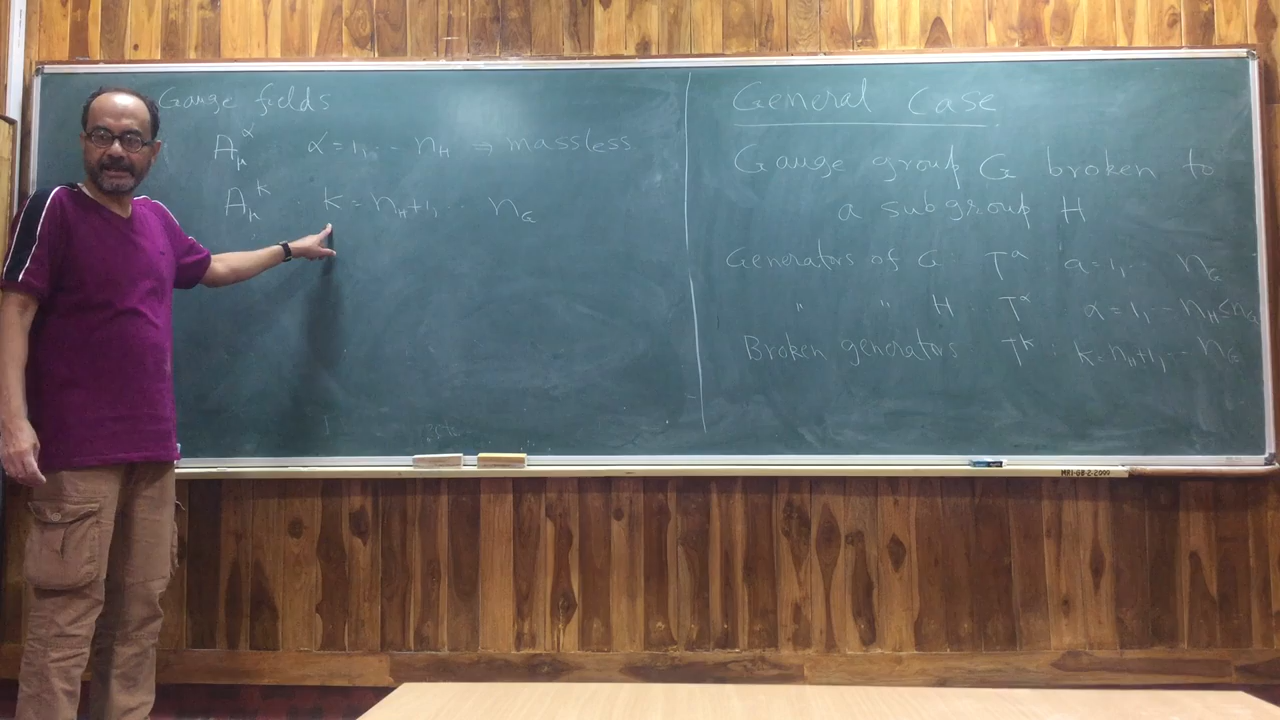 Gauge fields
A_μ^α α = 1, ... n_H ⇒ massless
A_μ^k k = n_H+1, ... n_G
General Case
Gauge group G broken to
a subgroup H
Generators of G T^a a = 1, ... n_G
" " H T^α α = 1, ... n_H ≤ n_G
Broken generators T^k k = n_H+1, ... n_G
MRI-GB-2-2000